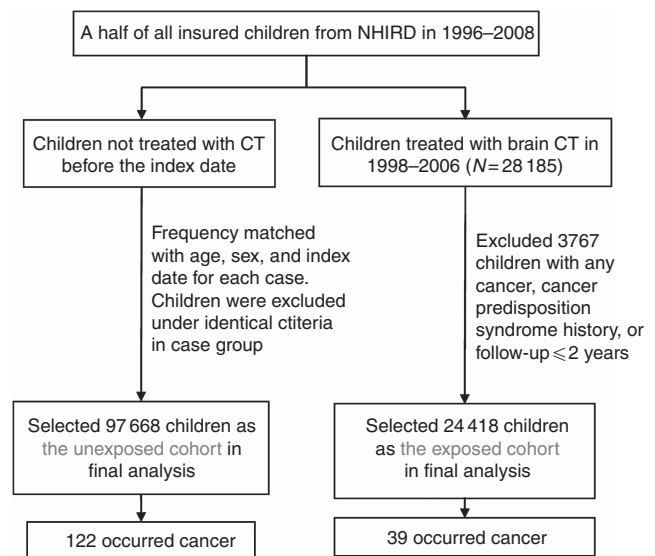 A half of all insured children from NHIRD in 1996–2008
Children not treated with CT
before the index date
Children treated with brain CT in
1998–2006 (N=28 185)
Frequency matched
with age, sex, and index
date for each case.
Children were excluded
under identical ctiteria
in case group
Excluded 3767
children with any
cancer, cancer
predisposition
syndrome history, or
follow-up ⩽2 years
Selected 97 668 children as
the unexposed cohort in
final analysis
Selected 24 418 children
as the exposed cohort
in final analysis
122 occurred cancer
39 occurred cancer